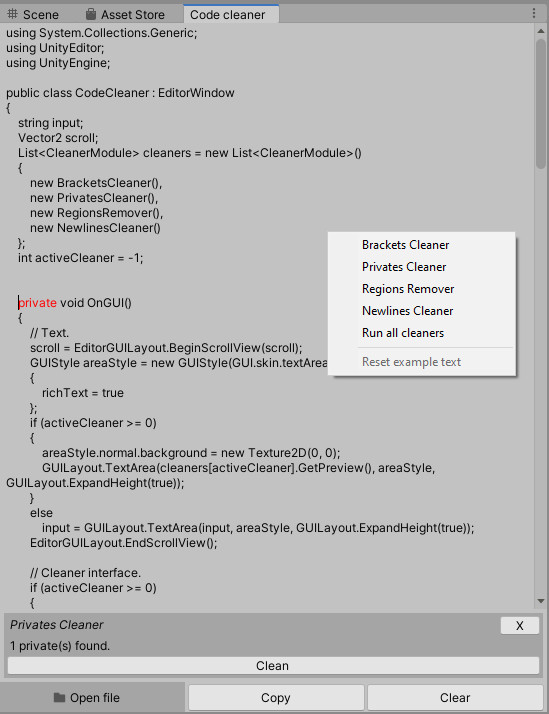 Scene
Asset Store
Code cleaner
using System.Collections.Generic;
using UnityEditor;
using UnityEngine;
public class CodeCleaner : EditorWindow
{
string input;
Vector2 scroll;
List<CleanerModule> cleaners = new List<CleanerModule>()
{
new BracketsCleaner(),
new PrivatesCleaner(),
new RegionsRemover(),
new NewlinesCleaner()
};
int activeCleaner = -1;
private void OnGUI()
{
// Text.
scroll = EditorGUILayout.BeginScrollView(scroll);
GUIStyle areaStyle = new GUIStyle(GUI.skin.textArea
{
richText = true
};
if (activeCleaner >= 0)
{
areaStyle.normal.background = new Texture2D(0, 0);
GUILayout.TextArea(cleaners[activeCleaner].GetPreview(), areaStyle,
GUILayout.ExpandHeight(true));
}
else
input = GUILayout.TextArea(input, areaStyle, GUILayout.ExpandHeight(true));
EditorGUILayout.EndScrollView();
// Cleaner interface.
if (activeCleaner >= 0)
{
Brackets Cleaner
Privates Cleaner
Regions Remover
Newlines Cleaner
Run all cleaners
Reset example text
Privates Cleaner
X
1 private(s) found.
Clean
Open file
Copy
Clear